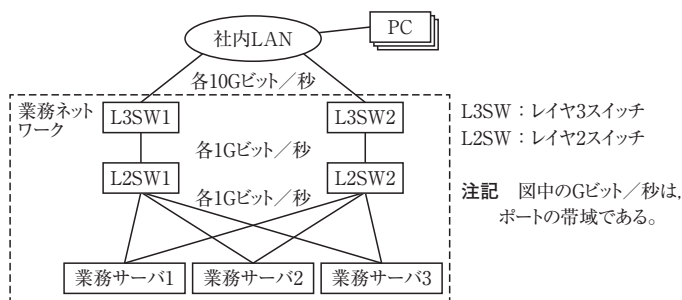 社内LAN
PC
各10Gビット／秒
業務ネット
ワーク
L3SW1
L3SW2
L3SW：レイヤ3スイッチ
L2SW：レイヤ2スイッチ
各1Gビット／秒
L2SW1
L2SW2
各1Gビット／秒
注記　図中のGビット／秒は，
ポートの帯域である。
業務サーバ1
業務サーバ2
業務サーバ3